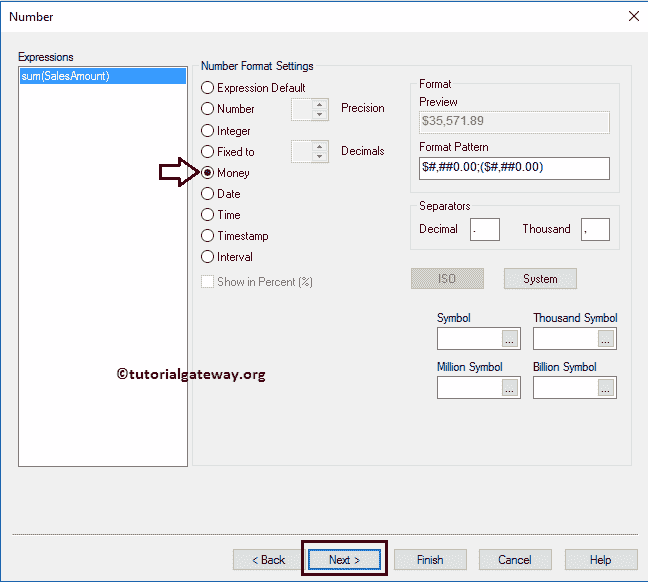 Number
Expressions
sum(SalesAmount)
Number Format Settings
Expression Default
Number
Precision
Integer
Fixed to
Decimals
Money
Date
Time
Timestamp
Interval
Show in Percent (%)
Format
Preview
$35,571.89
Format Pattern
$#,##0.00;($#,##0.00)
Separators
Decimal .
Thousand ,
ISO
System
Symbol
...
Thousand Symbol
...
Million Symbol
...
Billion Symbol
...
©tutorialgateway.org
< Back
Next >
Finish
Cancel
Help